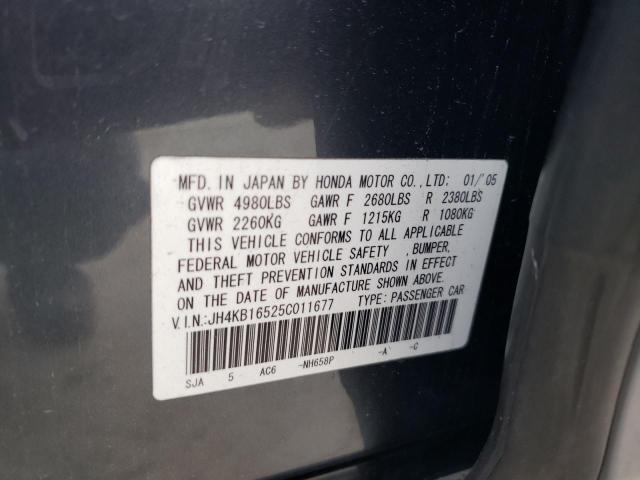 MFD. IN JAPAN BY HONDA MOTOR CO.,LTD: 01/'05
GVWR 4980LBS GAWR F 2680LBS R 2380LBS
GVWR 2260KG GAWR F 1215KG R 1080KG
THIS VEHICLE CONFORMS TO ALL APPLICABLE
FEDERAL MOTOR VEHICLE SAFETY , BUMPER,
AND THEFT PREVENTION STANDARDS IN EFFECT
ON THE DATE OF MANUFACTURE SHOWN ABOVE.
V.I.N.:JH4KB16525C011677 TYPE: PASSENGER CAR
SJA 5 AC6 -NH658P -A -C